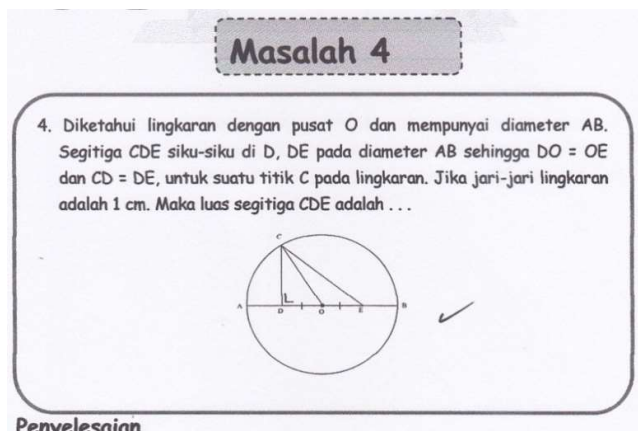 Masalah 4
4. Diketahui lingkaran dengan pusat O dan mempunyai diameter AB.
Segitiga CDE siku-siku di D, DE pada diameter AB sehingga DO = OE
dan CD = DE, untuk suatu titik C pada lingkaran. Jika jari-jari lingkaran
adalah 1 cm. Maka luas segitiga CDE adalah . . .
C
A D O E B
Penyelesaian